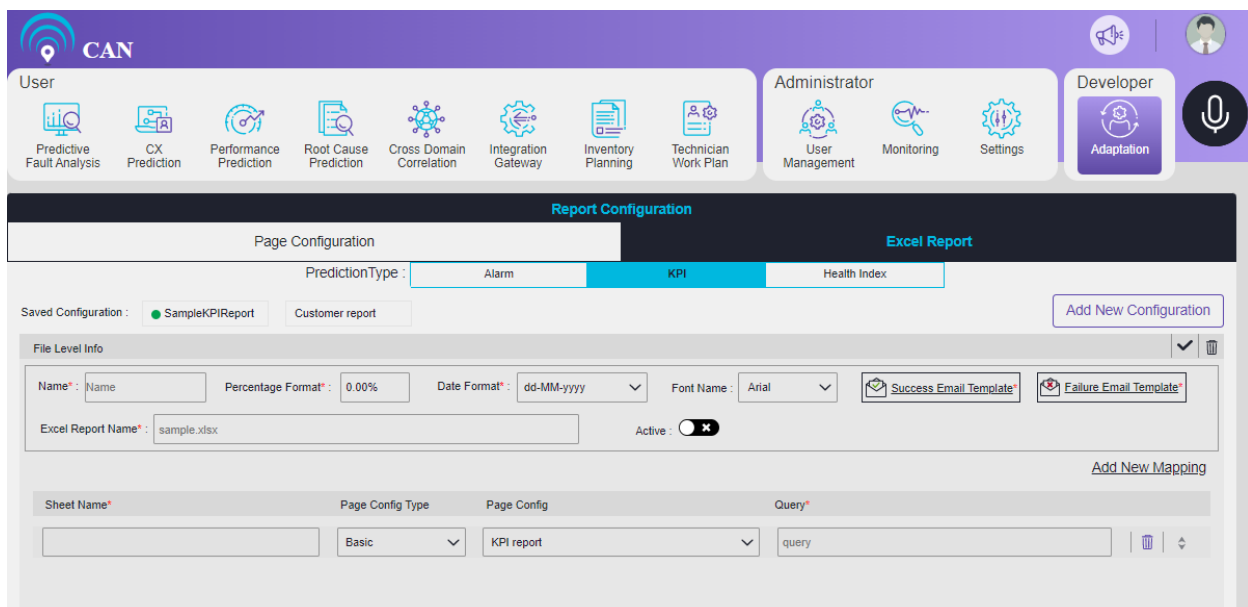 CAN
User
Administrator
Developer
Predictive
Fault Analysis
CX
Prediction
Performance
Prediction
Root Cause
Prediction
Cross Domain
Correlation
Integration
Gateway
Inventory
Planning
Technician
Work Plan
User
Management
Monitoring
Settings
Adaptation
Report Configuration
Page Configuration
Excel Report
PredictionType :
Alarm
KPI
Health Index
Saved Configuration :
SampleKPIReport
Customer report
Add New Configuration
File Level Info
Name* : Name
Percentage Format* : 0.00%
Date Format* : dd-MM-yyyy
Font Name : Arial
Success Email Template*
Failure Email Template*
Excel Report Name* : sample.xlsx
Active :
Add New Mapping
Sheet Name*
Page Config Type
Page Config
Query*
Basic
KPI report
query